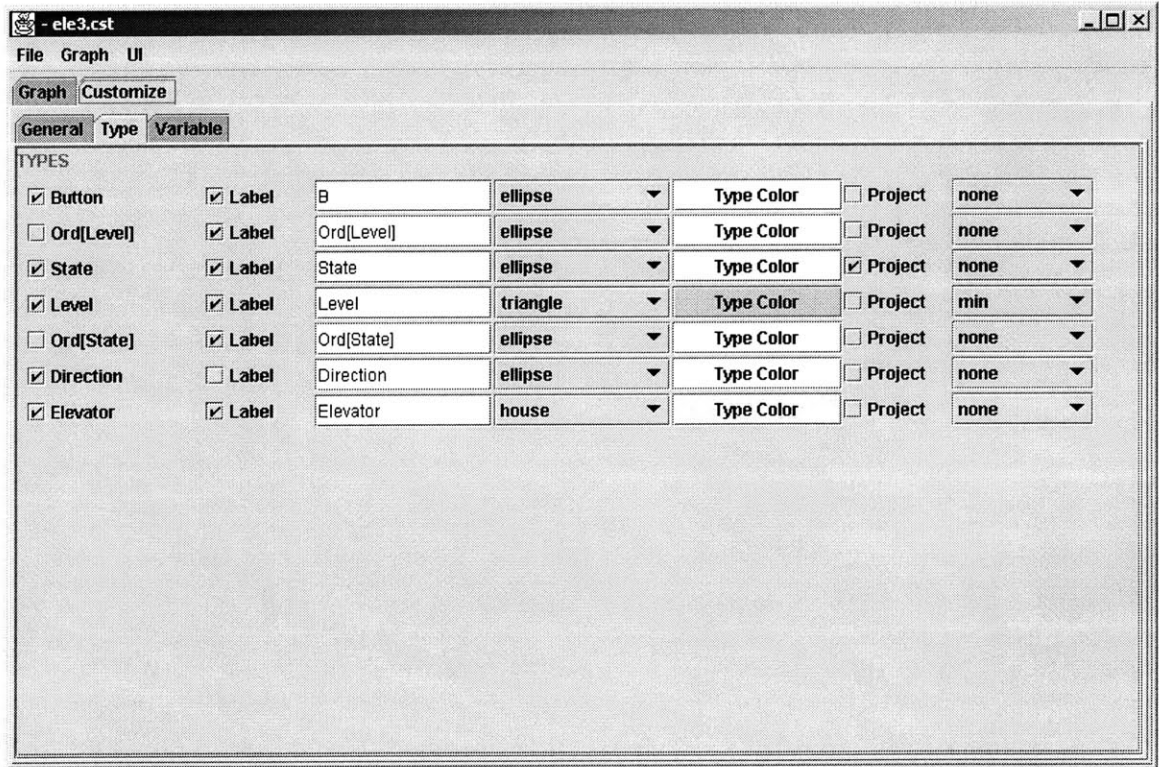 - ele3.cst
File Graph UI
Graph Customize
General Type Variable
TYPES
Button Label B ellipse Type Color Project none
Ord[Level] Label Ord[Level] ellipse Type Color Project none
State Label State ellipse Type Color Project none
Level Label Level triangle Type Color Project min
Ord[State] Label Ord[State] ellipse Type Color Project none
Direction Label Direction ellipse Type Color Project none
Elevator Label Elevator house Type Color Project none